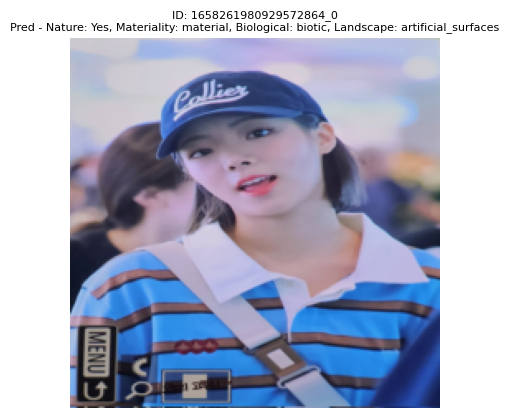 ID: 1658261980929572864_0
Pred - Nature: Yes, Materiality: material, Biological: biotic, Landscape: artificial_surfaces
Collier
MENU